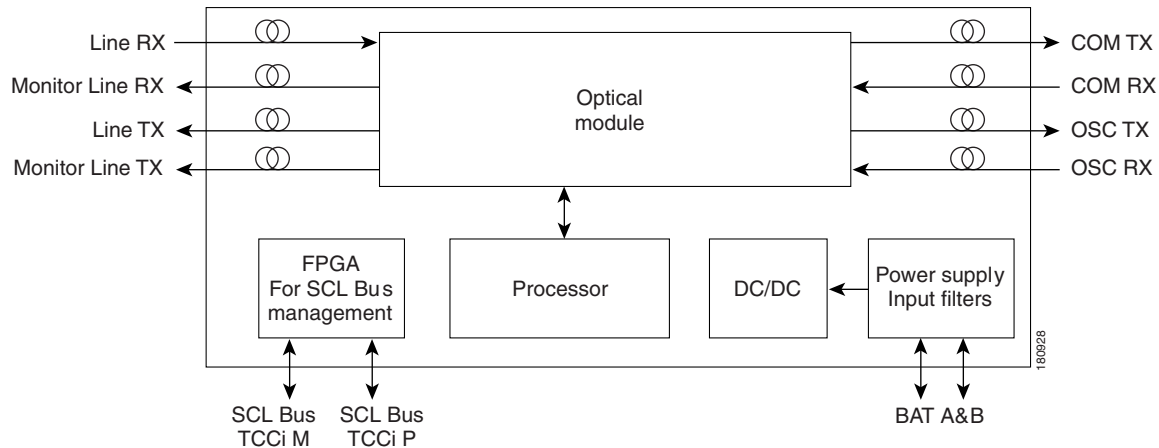 Line RX
COM TX
Monitor Line RX
COM RX
Optical
module
Line TX
OSC TX
Monitor Line TX
OSC RX
FPGA
For SCL Bus
management
Processor
DC/DC
Power supply
Input filters
180928
SCL Bus
TCCi M
SCL Bus
TCCi P
BAT A&B